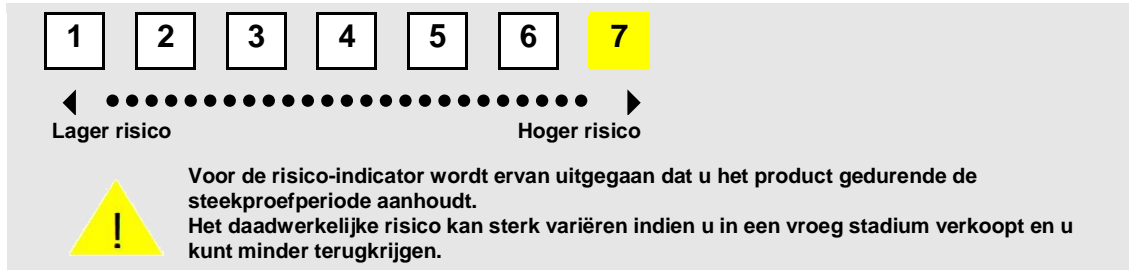 1 2 3 4 5 6 7
Lager risico Hoger risico
Voor de risico-indicator wordt ervan uitgegaan dat u het product gedurende de
steekproefperiode aanhoudt.
Het daadwerkelijke risico kan sterk variëren indien u in een vroeg stadium verkoopt en u
kunt minder terugkrijgen.
!